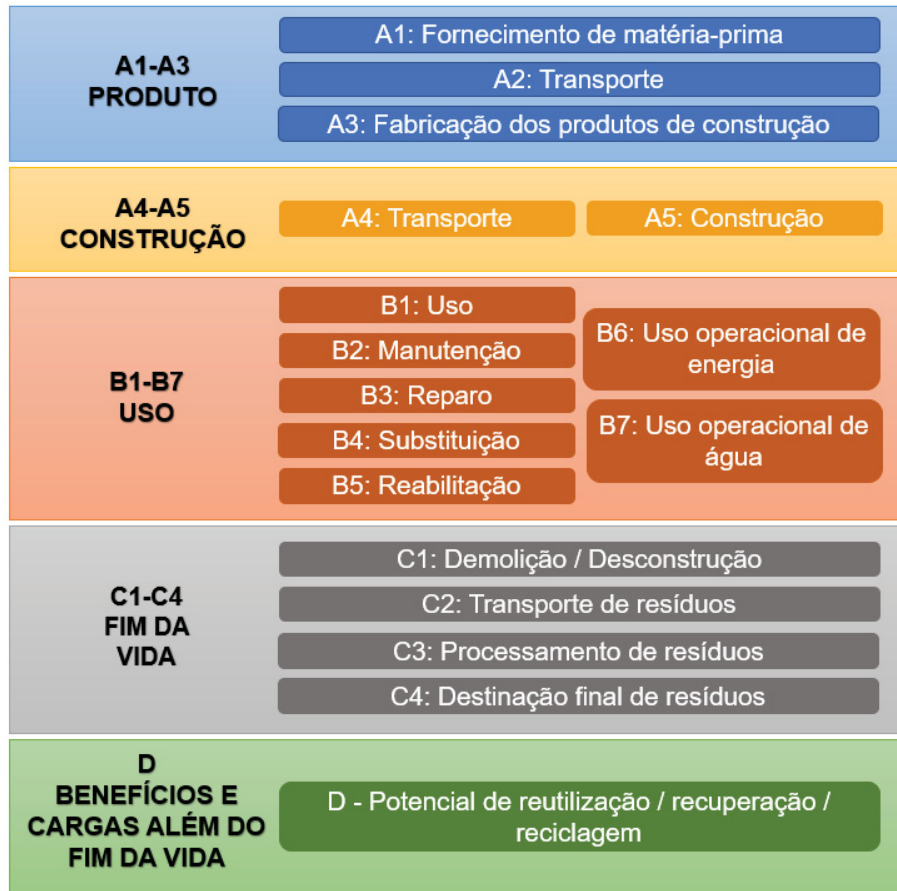 A1-A3
PRODUTO
A1: Fornecimento de matéria-prima
A2: Transporte
A3: Fabricação dos produtos de construção
A4-A5
CONSTRUÇÃO
A4: Transporte
A5: Construção
B1-B7
USO
B1: Uso
B2: Manutenção
B3: Reparo
B4: Substituição
B5: Reabilitação
B6: Uso operacional de
energia
B7: Uso operacional de
água
C1-C4
FIM DA
VIDA
C1: Demolição / Desconstrução
C2: Transporte de resíduos
C3: Processamento de resíduos
C4: Destinação final de resíduos
D
BENEFÍCIOS E
CARGAS ALÉM DO
FIM DA VIDA
D - Potencial de reutilização / recuperação /
reciclagem